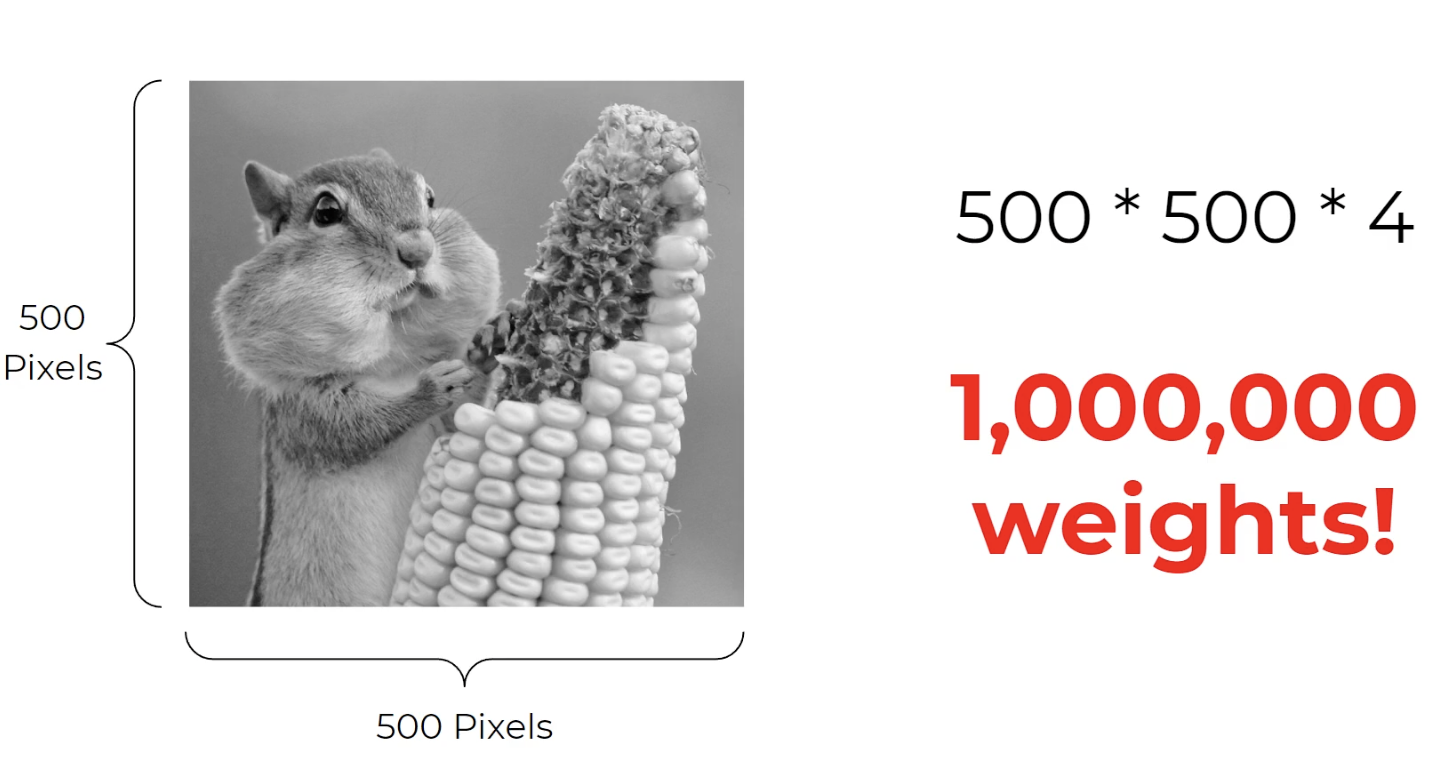 500
Pixels
500 Pixels
500 * 500 * 4
1,000,000
weights!